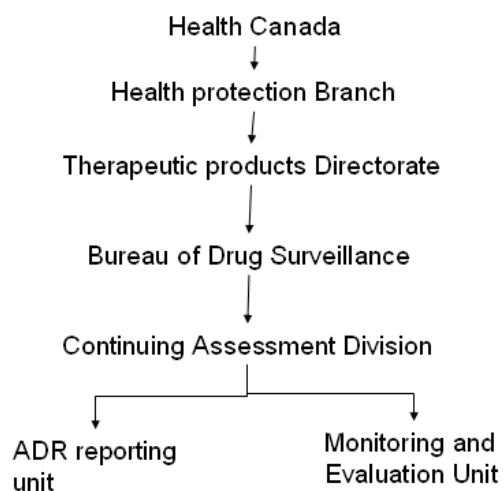 Health Canada
Health protection Branch
Therapeutic products Directorate
Bureau of Drug Surveillance
Continuing Assessment Division
ADR reporting
unit
Monitoring and
Evaluation Unit